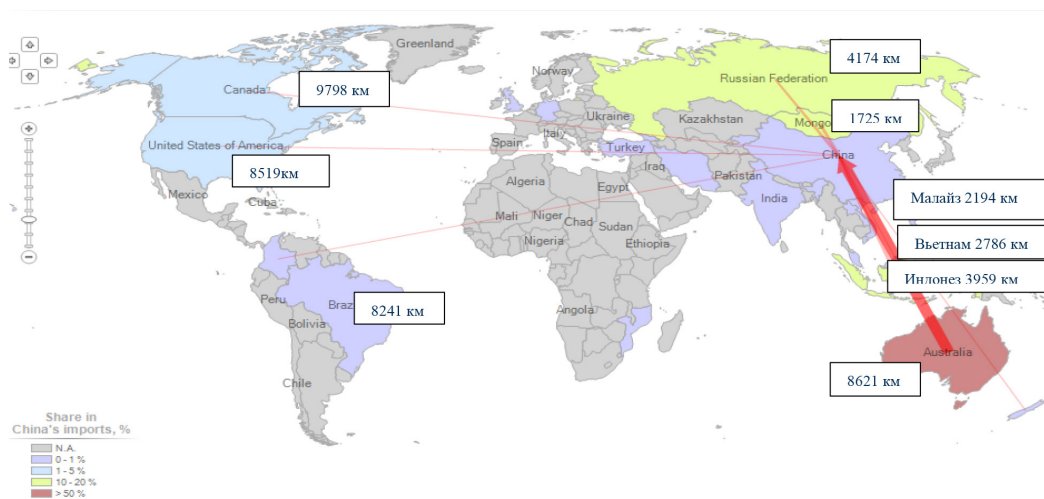 Greenland
4174 км
Norway
Russian Federation
Canada
9798 км
Ukraine
Kazakhstan
Mongo
1725 км
Italy
Spain
Turkey
United States of America
China
8519км
Iraq
Pakistan
Algeria
Egypt
Mexico
Cuba
India
Малайз 2194 км
Mali
Niger
Chad
Sudan
Nigeria
Ethiopia
Вьетнам 2786 км
Индонез 3959 км
Peru
Braz
8241 км
Angola
Bolivia
Australia
Chile
8621 км
Share in
China's imports, %
N.A.
0 - 1 %
1 - 5 %
10 - 20 %
> 50 %